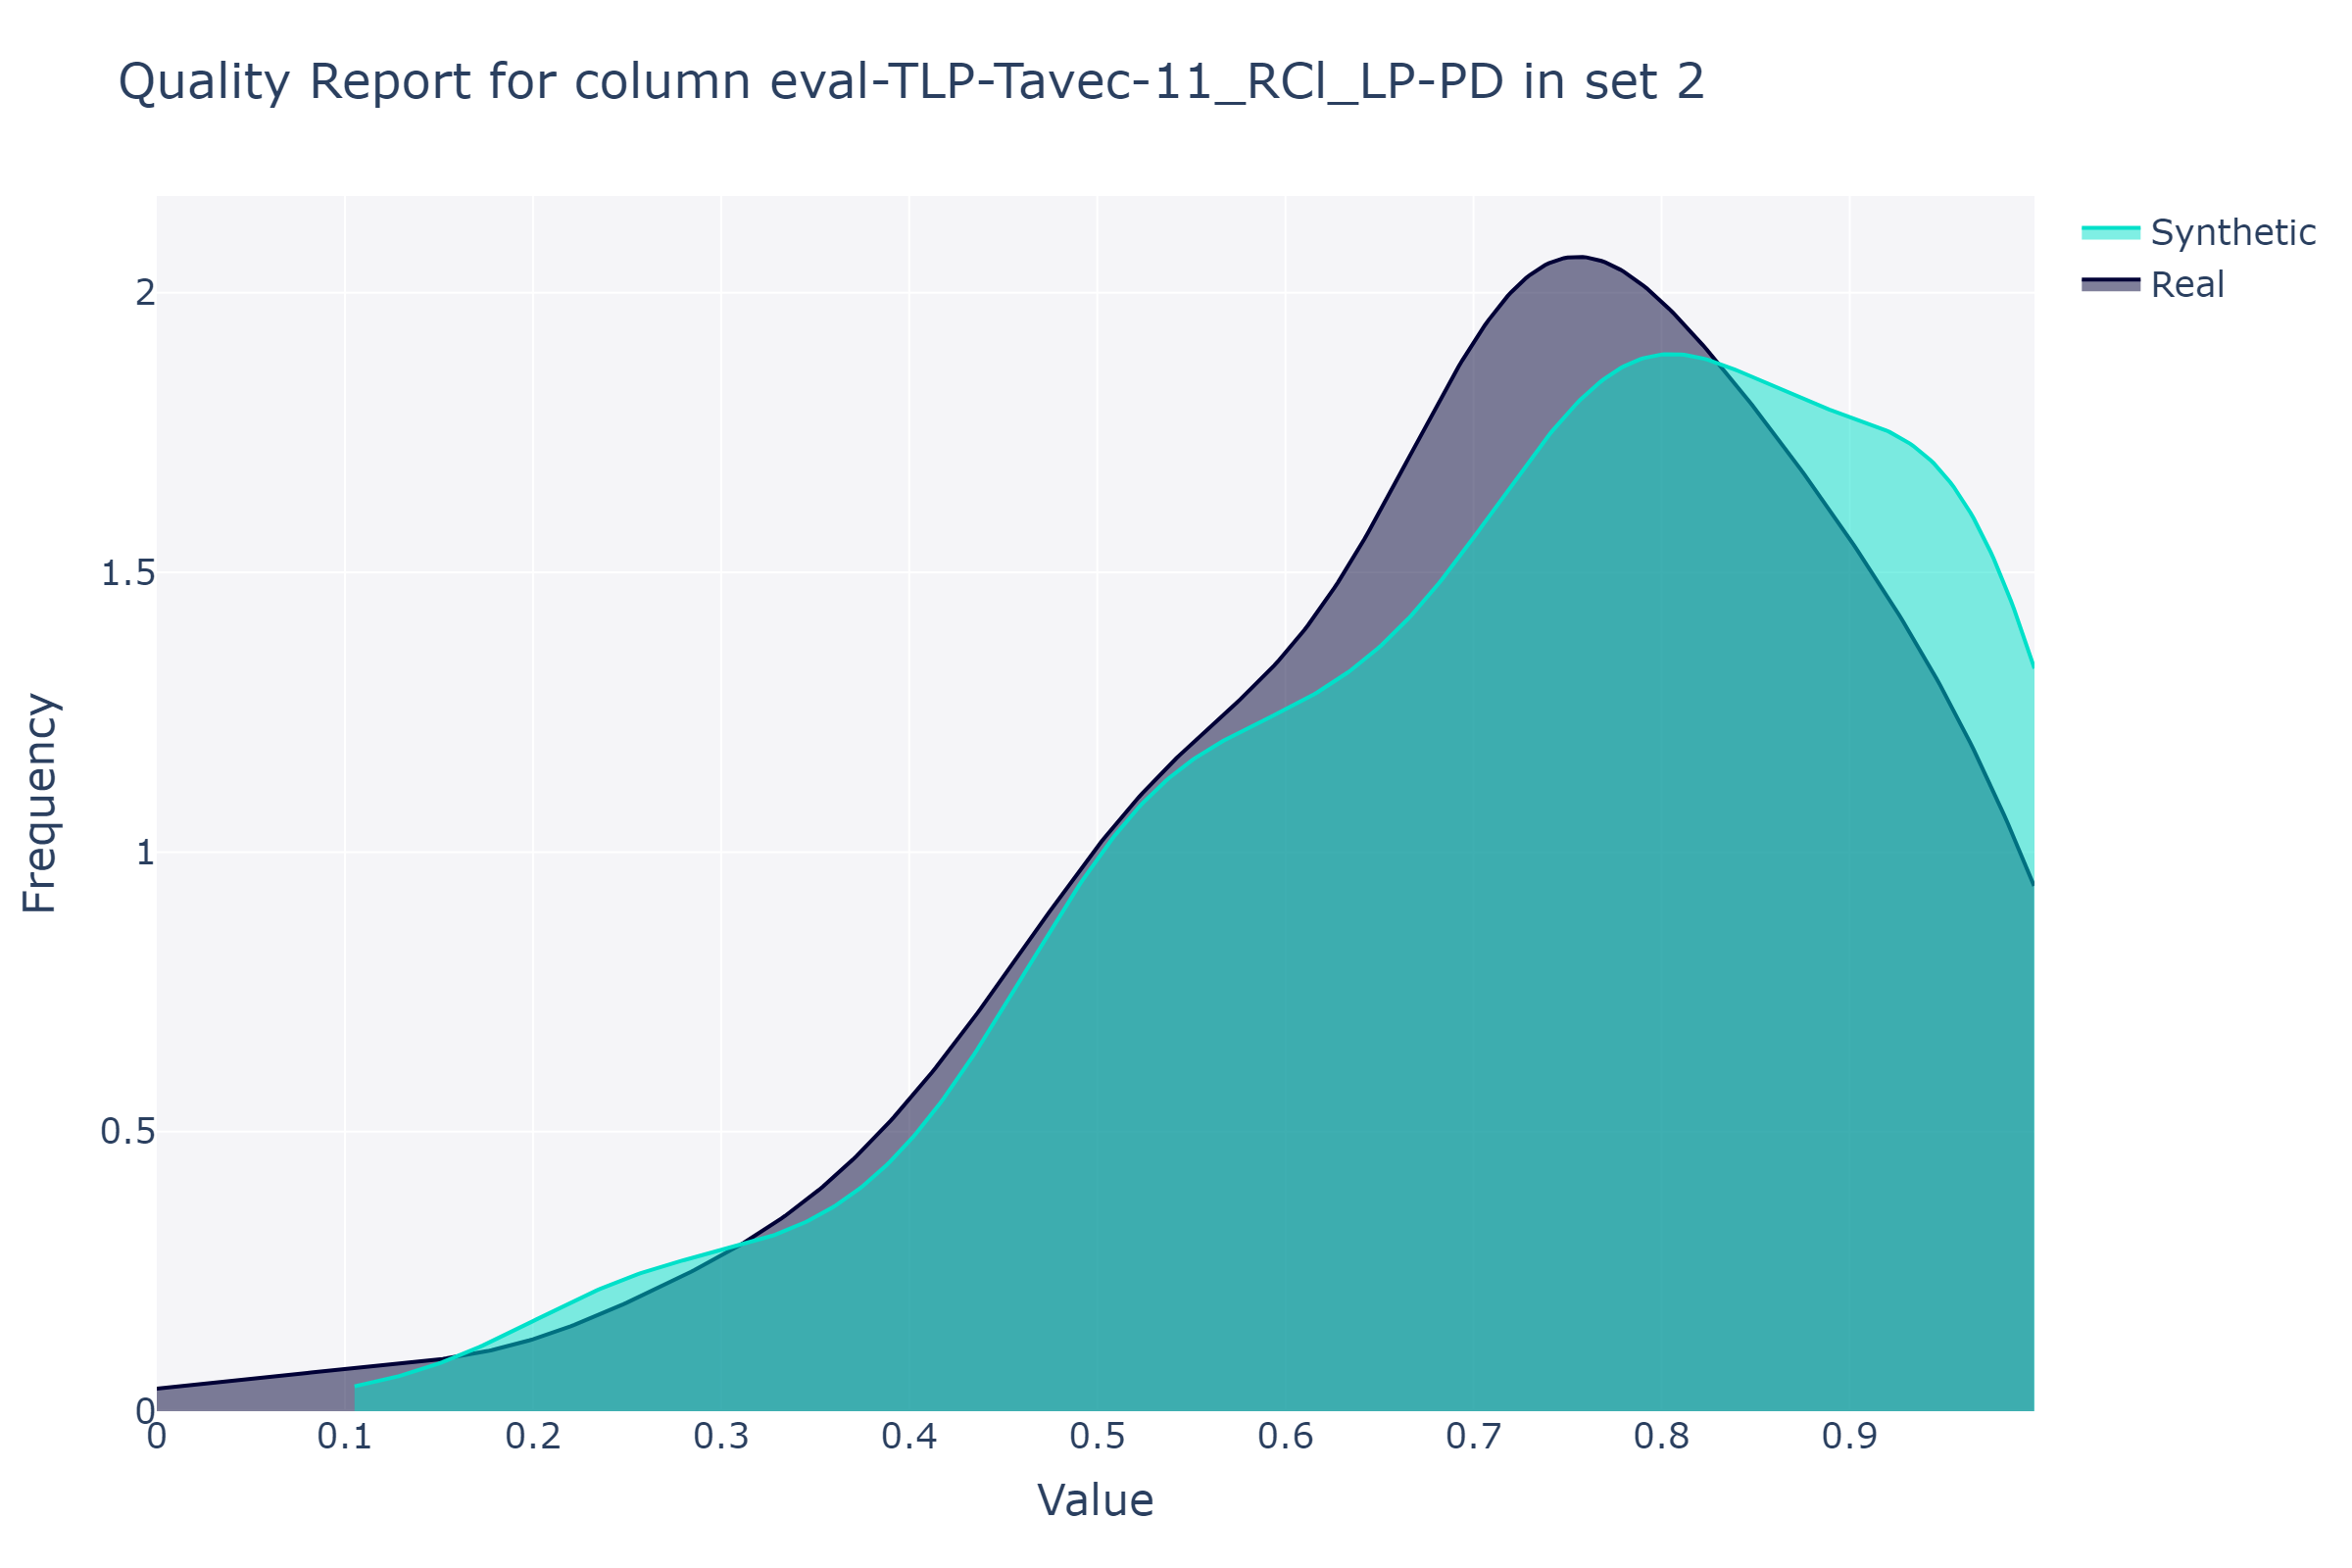 Quality Report for column eval-TLP-Tavec-11_RCl_LP-PD in set 2
Synthetic
Real
2
1.5
1
0.5
0
0 0.1 0.2 0.3 0.4 0.5 0.6 0.7 0.8 0.9
Frequency
Value